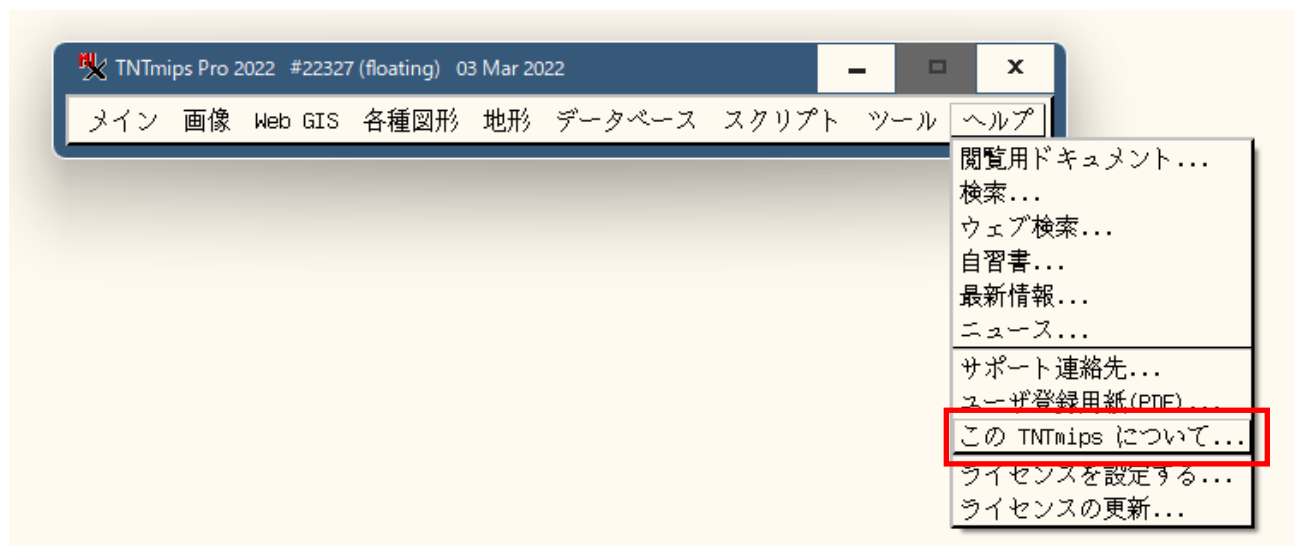 TNTmips Pro 2022 #22327 (floating) 03 Mar 2022
メイン 画像 Web GIS 各種図形 地形 データベース スクリプト ツール ヘルプ
閲覧用ドキュメント...
検索...
ウェブ検索...
自習書...
最新情報...
ニュース...
サポート連絡先...
ユーザ登録用紙(PDF)...
この TNTmips について...
ライセンスを設定する...
ライセンスの更新...